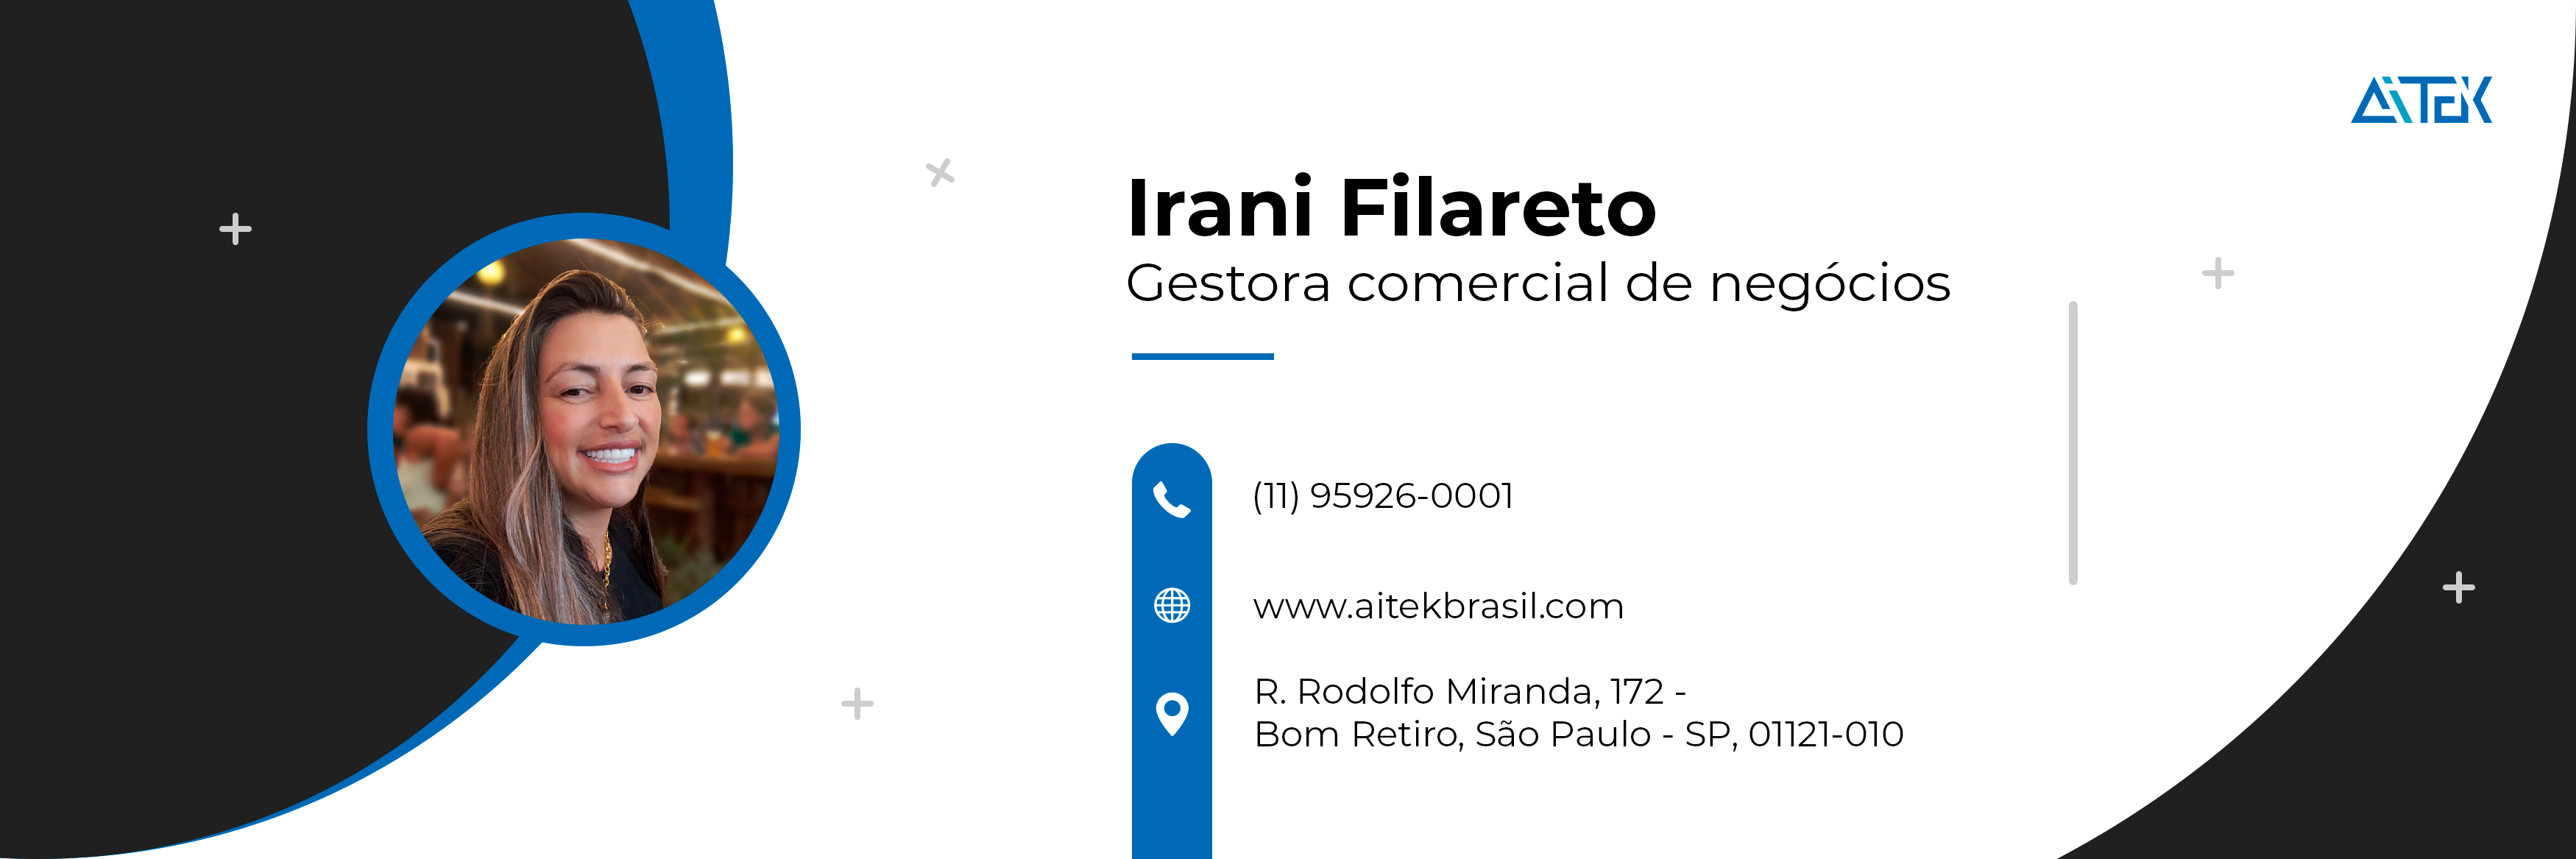 AiTEK
Irani Filareto
Gestora comercial de negócios
(11) 95926-0001
www.aitekbrasil.com
R. Rodolfo Miranda, 172 -
Bom Retiro, São Paulo - SP, 01121-010